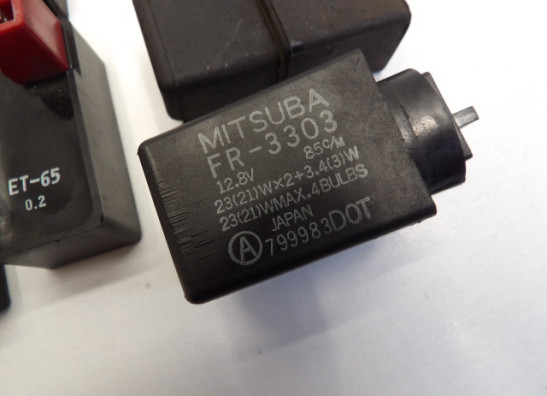 ET-65
0.2
MITSUBA
FR-3303
12.8V 85C/M
23(21)W×2+3.4(3)W
23(21)WMAX.4BULBS
JAPAN
Ⓐ799983DOT